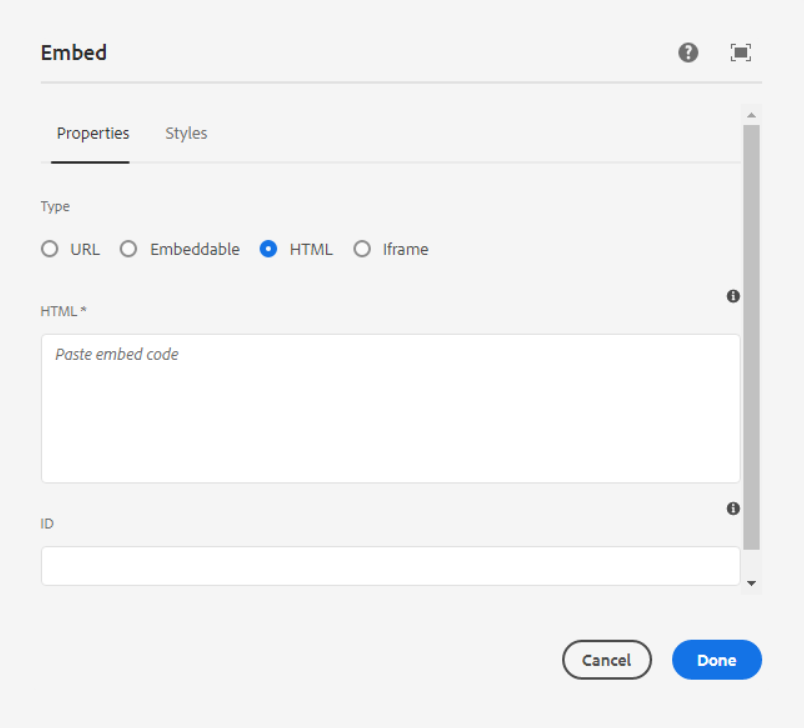 Embed
Properties Styles
Type
URL Embeddable HTML Iframe
HTML *
Paste embed code
ID
Cancel Done